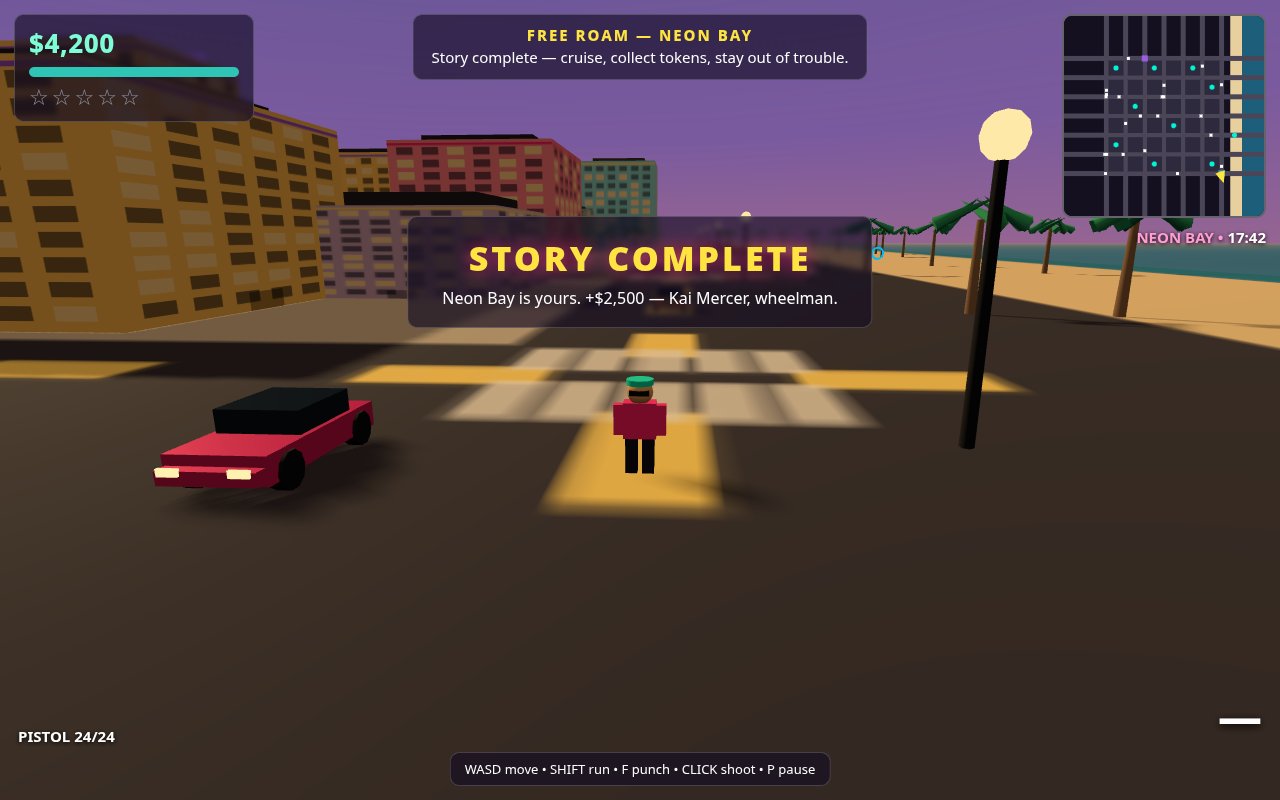 $4,200
☆☆☆☆☆
FREE ROAM — NEON BAY
Story complete — cruise, collect tokens, stay out of trouble.
NEON BAY • 17:42
STORY COMPLETE
Neon Bay is yours. +$2,500 — Kai Mercer, wheelman.
PISTOL 24/24
—
WASD move • SHIFT run • F punch • CLICK shoot • P pause